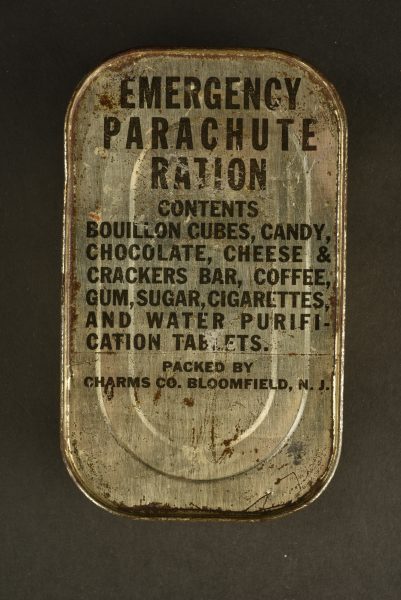 EMERGENCY
PARACHUTE
RATION
CONTENTS
BOUILLON CUBES, CANDY,
CHOCOLATE, CHEESE &
CRACKERS BAR, COFFEE,
GUM, SUGAR, CIGARETTES,
AND WATER PURIFI-
CATION TABLETS.
PACKED BY
CHARMS CO. BLOOMFIELD, N. J.